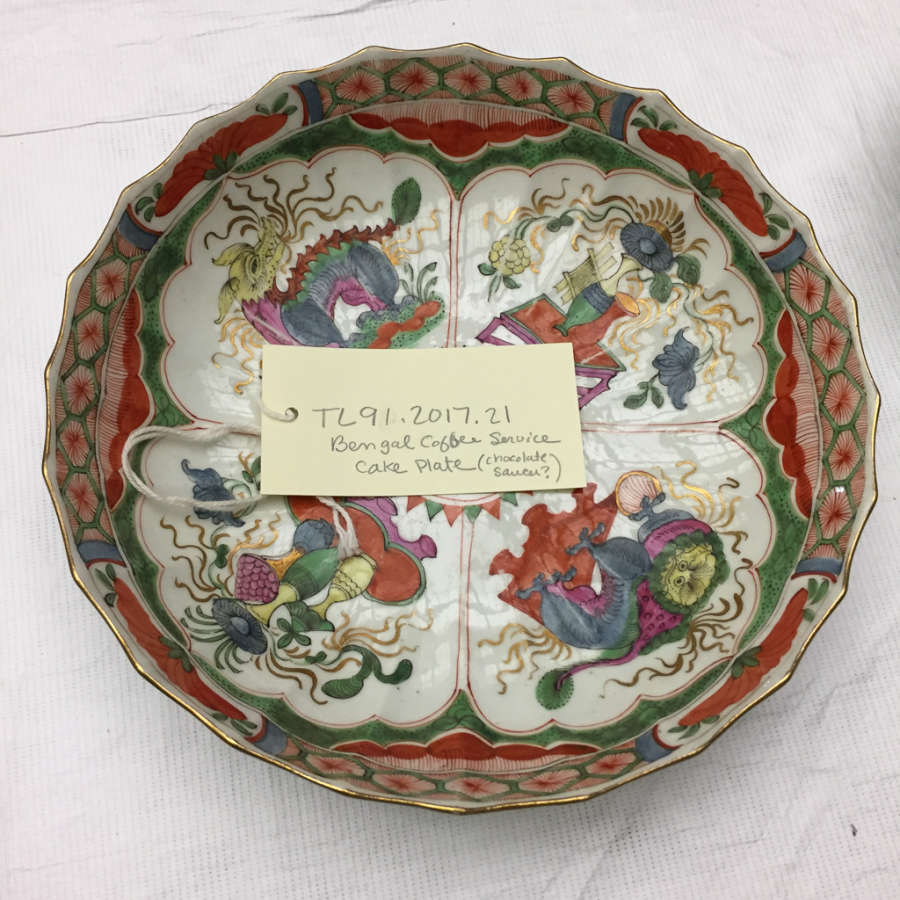 TL91.2017.21
Bengal Coffee Service
Cake Plate (chocolate
saucer?)